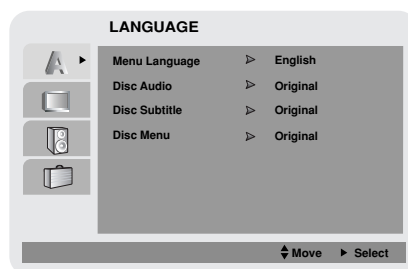 LANGUAGE
A
Menu Language English
Disc Audio Original
Disc Subtitle Original
Disc Menu Original
Move Select